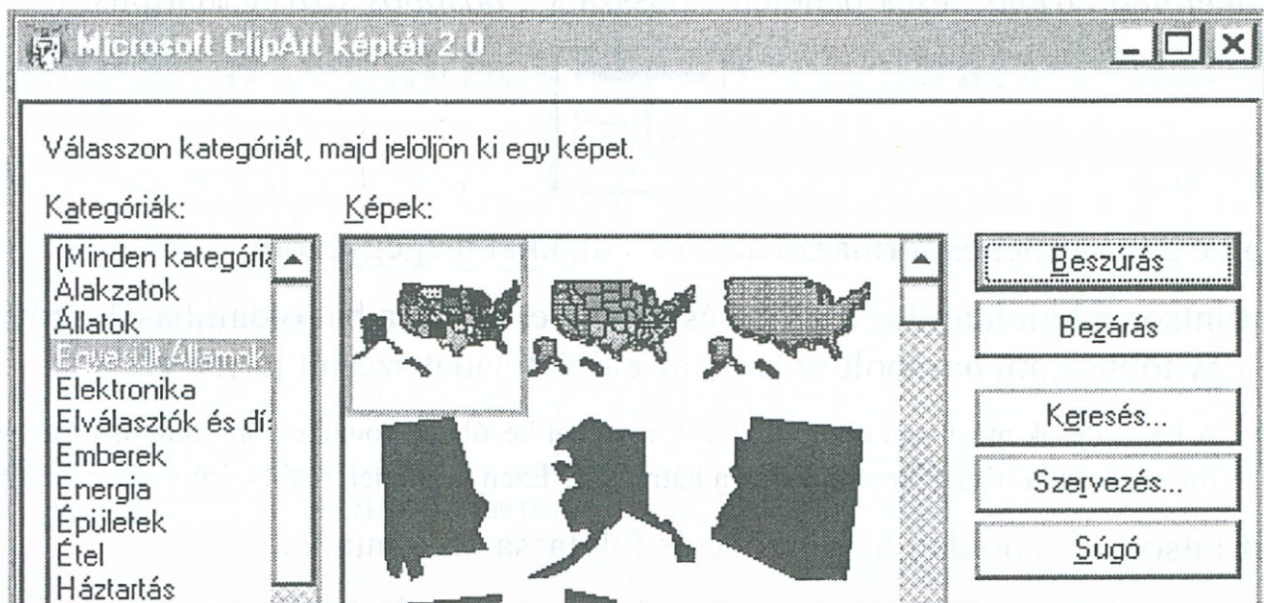 Microsoft ClipArt képtár 2.0
Válasszon kategóriát, majd jelöljön ki egy képet.
Kategóriák:
Képek:
(Minden kategória
Alakzatok
Állatok
Egyesült Államok
Elektronika
Elválasztók és dí
Emberek
Energia
Épületek
Étel
Háztartás
Beszúrás
Bezárás
Keresés...
Szervezés...
Súgó